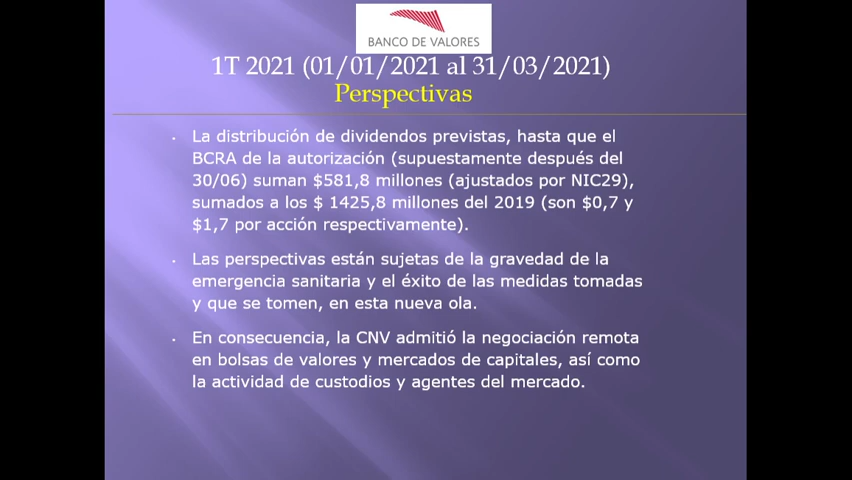 BANCO DE VALORES
1T 2021 (01/01/2021 al 31/03/2021)
Perspectivas
• La distribución de dividendos previstas, hasta que el
BCRA de la autorización (supuestamente después del
30/06) suman $581,8 millones (ajustados por NIC29),
sumados a los $ 1425,8 millones del 2019 (son $0,7 y
$1,7 por acción respectivamente).
• Las perspectivas están sujetas de la gravedad de la
emergencia sanitaria y el éxito de las medidas tomadas
y que se tomen, en esta nueva ola.
• En consecuencia, la CNV admitió la negociación remota
en bolsas de valores y mercados de capitales, así como
la actividad de custodios y agentes del mercado.